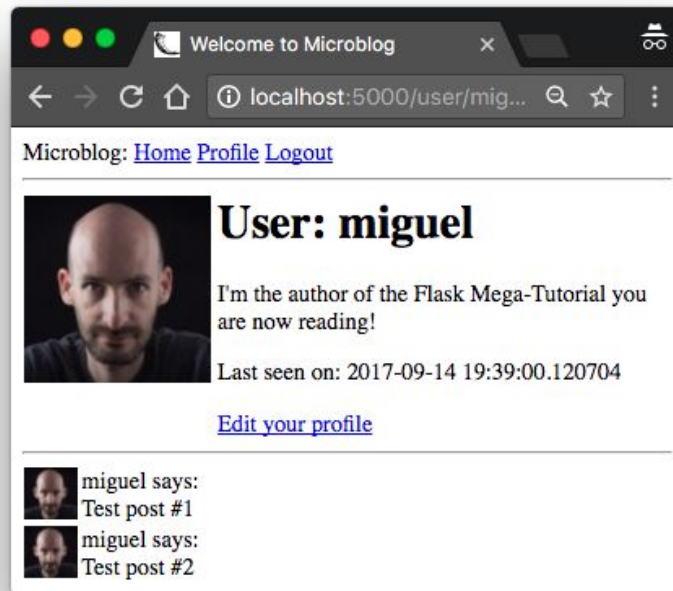 Welcome to Microblog
localhost:5000/user/mig...
Microblog: Home Profile Logout
User: miguel
I'm the author of the Flask Mega-Tutorial you
are now reading!
Last seen on: 2017-09-14 19:39:00.120704
Edit your profile
miguel says:
Test post #1
miguel says:
Test post #2